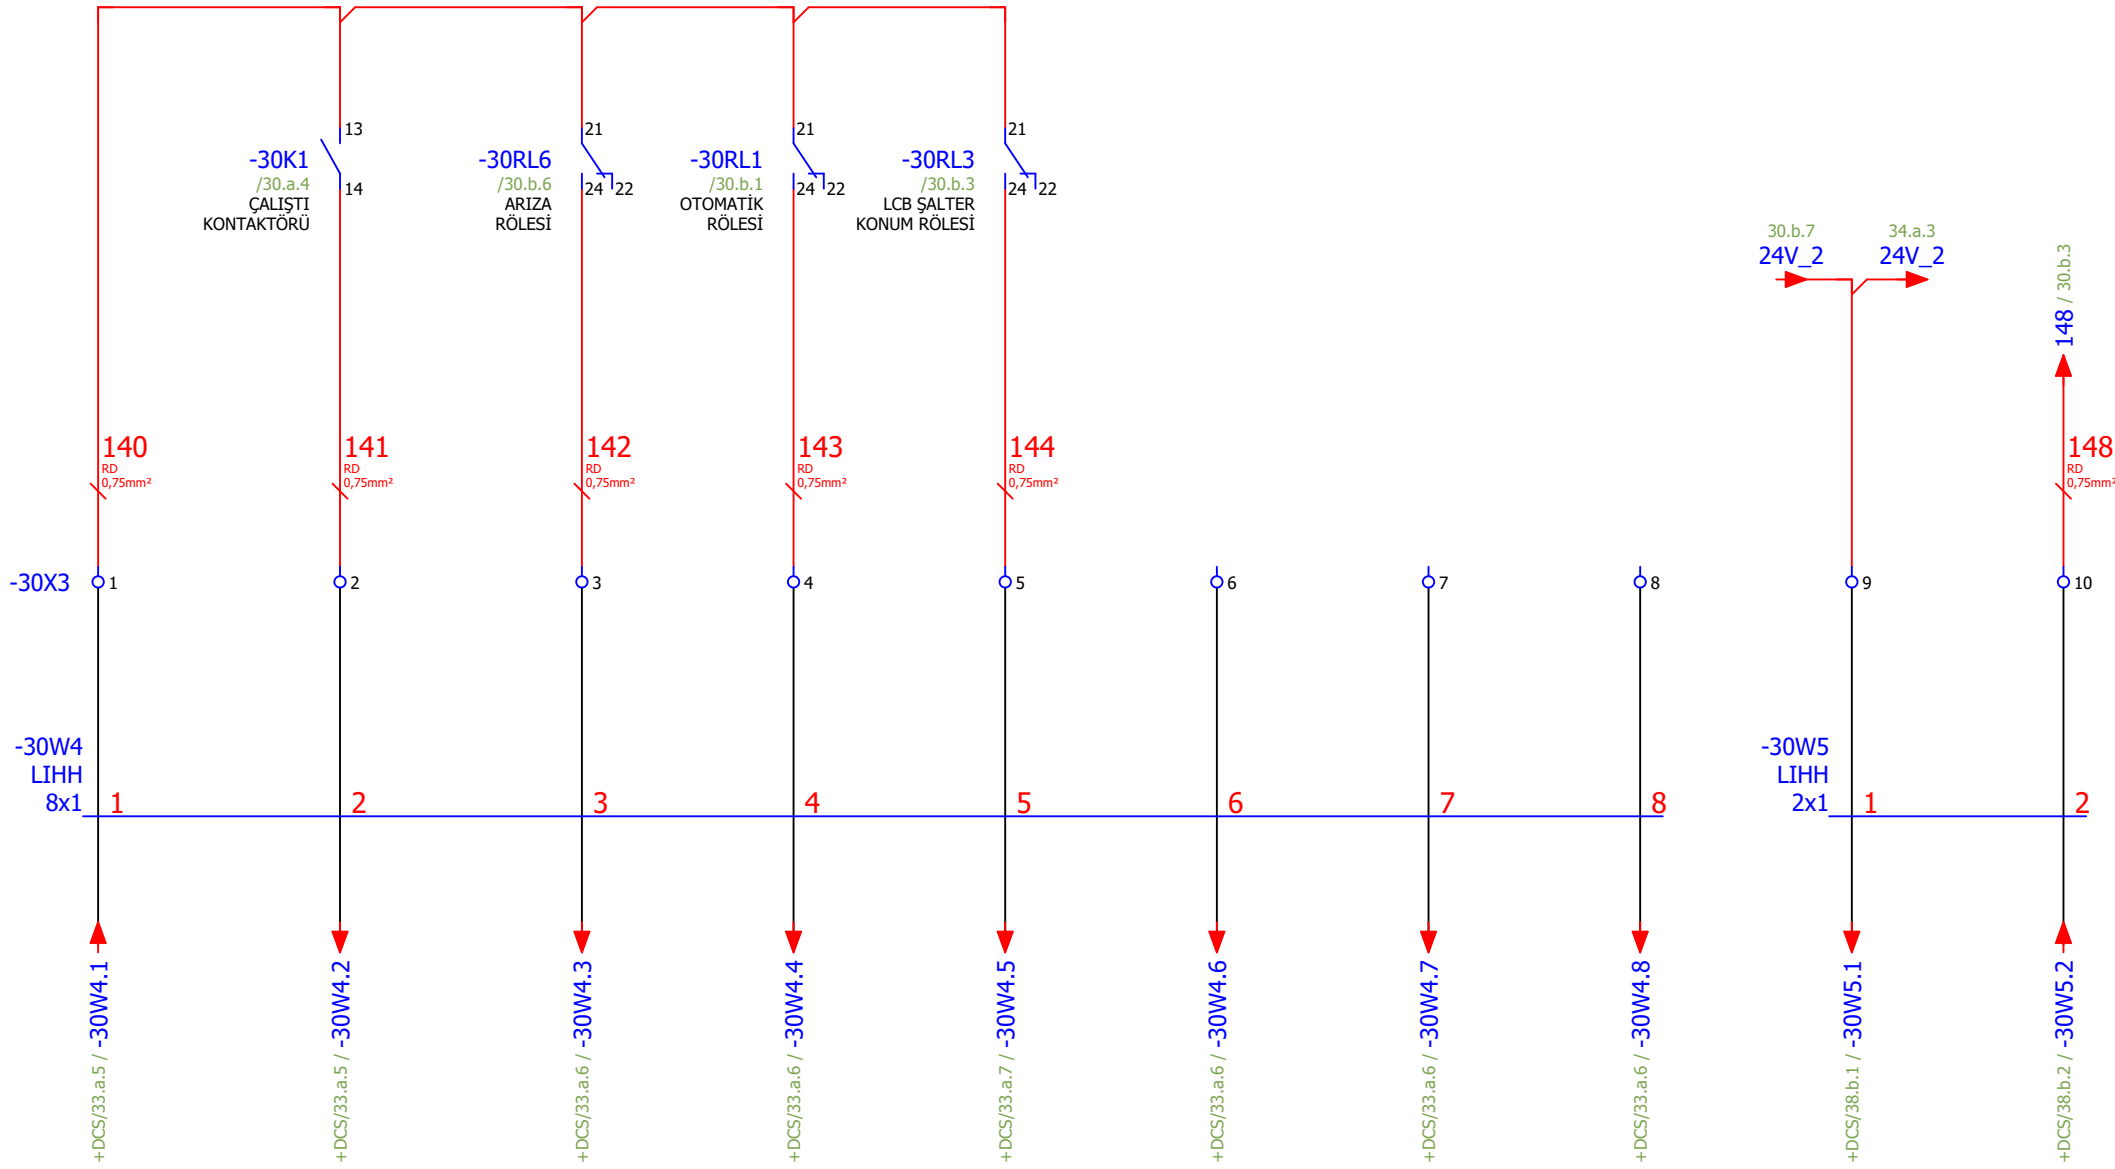 13
-30K1
/30.a.4
14
ÇALIŞTI
KONTAKTÖRÜ
21
-30RL6
/30.b.6
24 22
ARIZA
RÖLESİ
21
-30RL1
/30.b.1
24 22
OTOMATİK
RÖLESİ
21
-30RL3
/30.b.3
24 22
LCB ŞALTER
KONUM RÖLESİ
30.b.7
24V_2
34.a.3
24V_2
148 / 30.b.3
140
RD
0,75mm²
141
RD
0,75mm²
142
RD
0,75mm²
143
RD
0,75mm²
144
RD
0,75mm²
148
RD
0,75mm²
-30X3 1 2 3 4 5 6 7 8 9 10
-30W4
LIHH
8x1 1 2 3 4 5 6 7 8
-30W5
LIHH
2x1 1 2
+DCS/33.a.5 / -30W4.1
+DCS/33.a.5 / -30W4.2
+DCS/33.a.6 / -30W4.3
+DCS/33.a.6 / -30W4.4
+DCS/33.a.7 / -30W4.5
+DCS/33.a.6 / -30W4.6
+DCS/33.a.6 / -30W4.7
+DCS/33.a.6 / -30W4.8
+DCS/38.b.1 / -30W5.1
+DCS/38.b.2 / -30W5.2